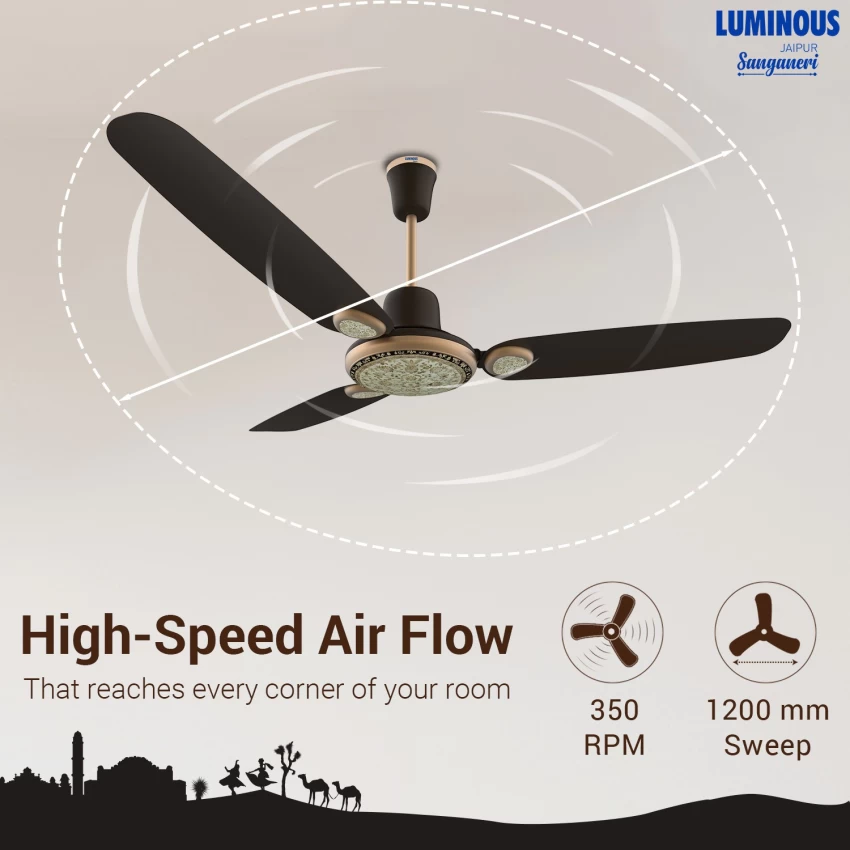 LUMINOUS
JAIPUR
Sanganeri
High-Speed Air Flow
That reaches every corner of your room
350
RPM
1200 mm
Sweep